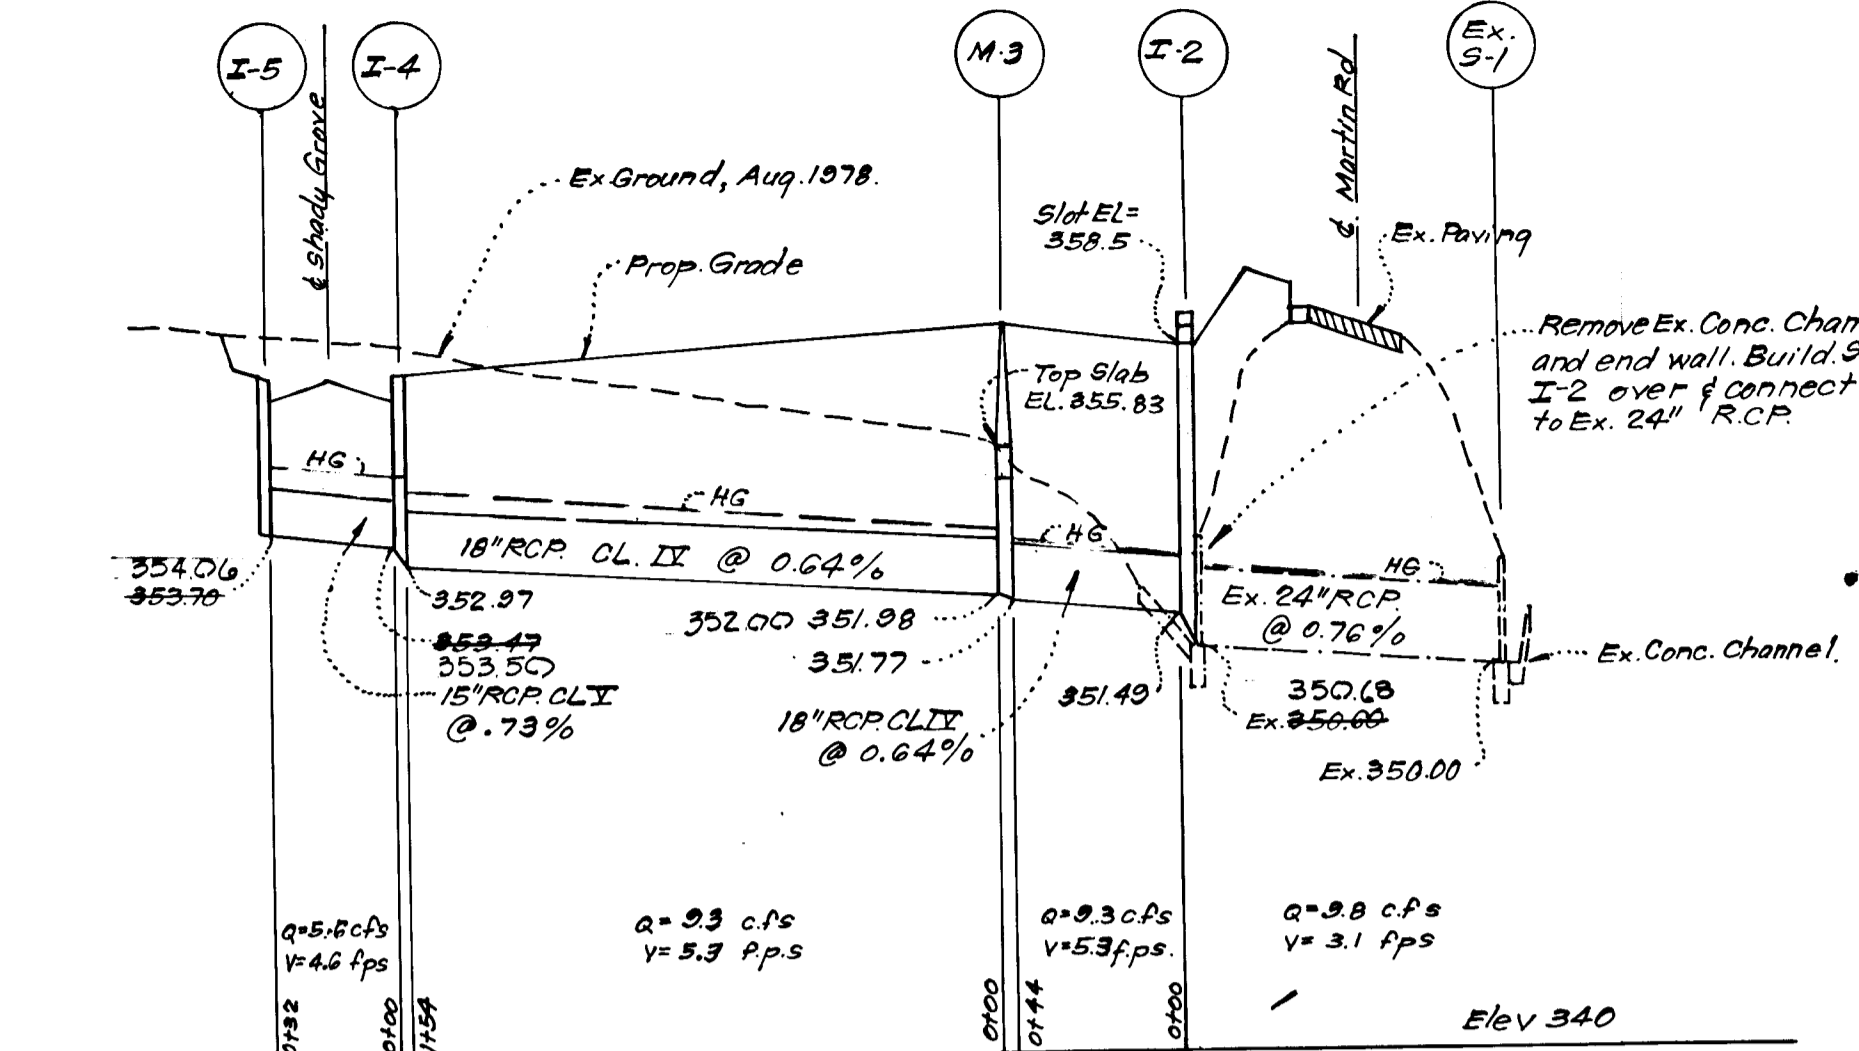 I-5
I-4
M-3
I-2
Ex.
S-1
℄ Shady Grove
℄ Martin Rd
Ex. Ground, Aug. 1978.
Prop. Grade
Slot EL=
358.5
Ex. Paving
Remove Ex. Conc. Chan
and end wall. Build. S
I-2 over & connect
to Ex. 24" R.C.P.
Top Slab
EL. 355.83
HG
HG
HG
HG
18" RCP. CL. IV @ 0.64%
354.06
353.70
352.97
353.47
353.50
15" RCP. CL V
@ .73%
352.00 351.98
351.77
18" RCP. CL IV
@ 0.64%
351.49
Ex. 24" RCP.
@ 0.76%
350.68
Ex. 350.60
Ex. 350.00
Ex. Conc. Channel.
Q=5.6 cfs
V=4.6 fps
Q= 9.3 c.fs
V= 5.3 f.p.s
Q=9.3 c.fs
V=5.3 f.ps.
Q=9.8 c.f s
V= 3.1 fps
0+32
0+00
1+54
0+00
0+44
0+00
Elev 340